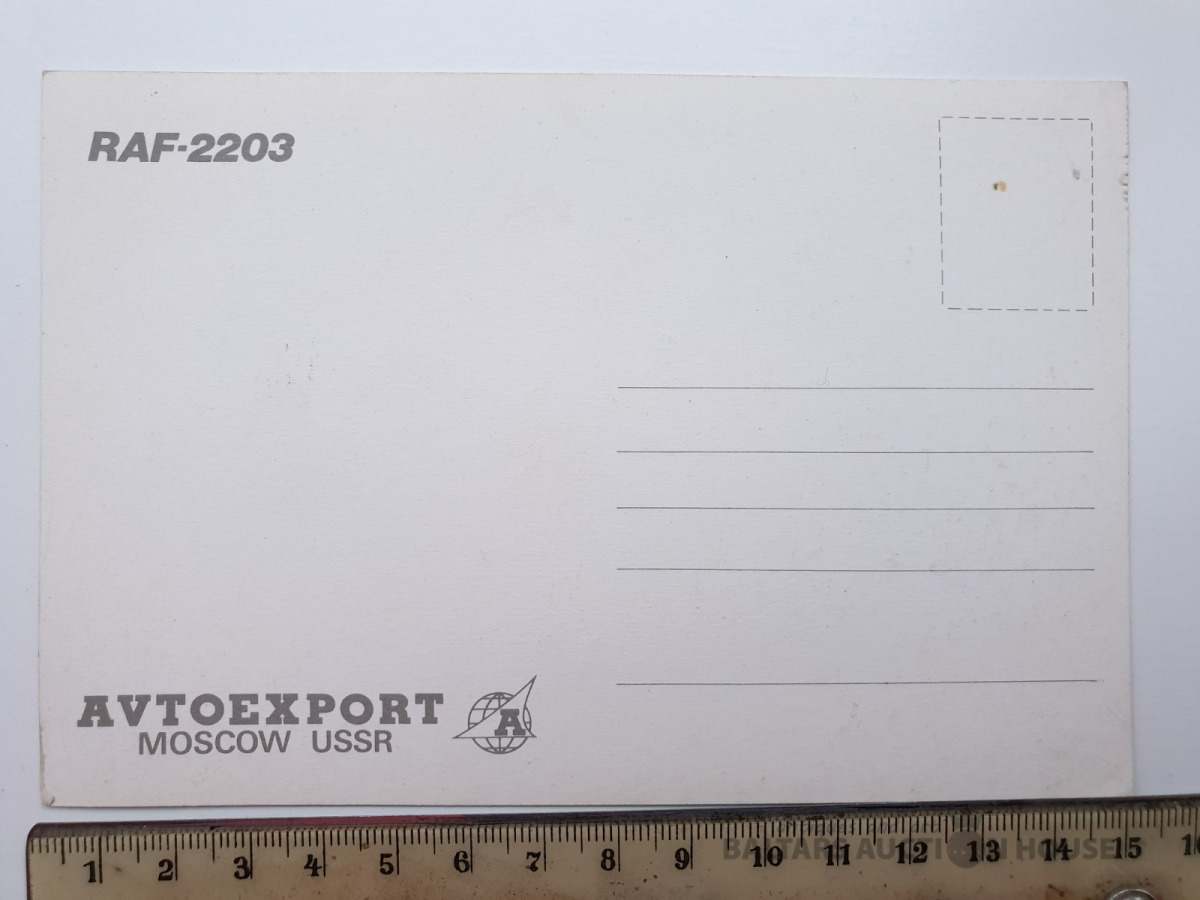 RAF-2203
AVTOEXPORT
MOSCOW USSR
A
1 2 3 4 5 6 7 8 9 10 11 12 13 14 15